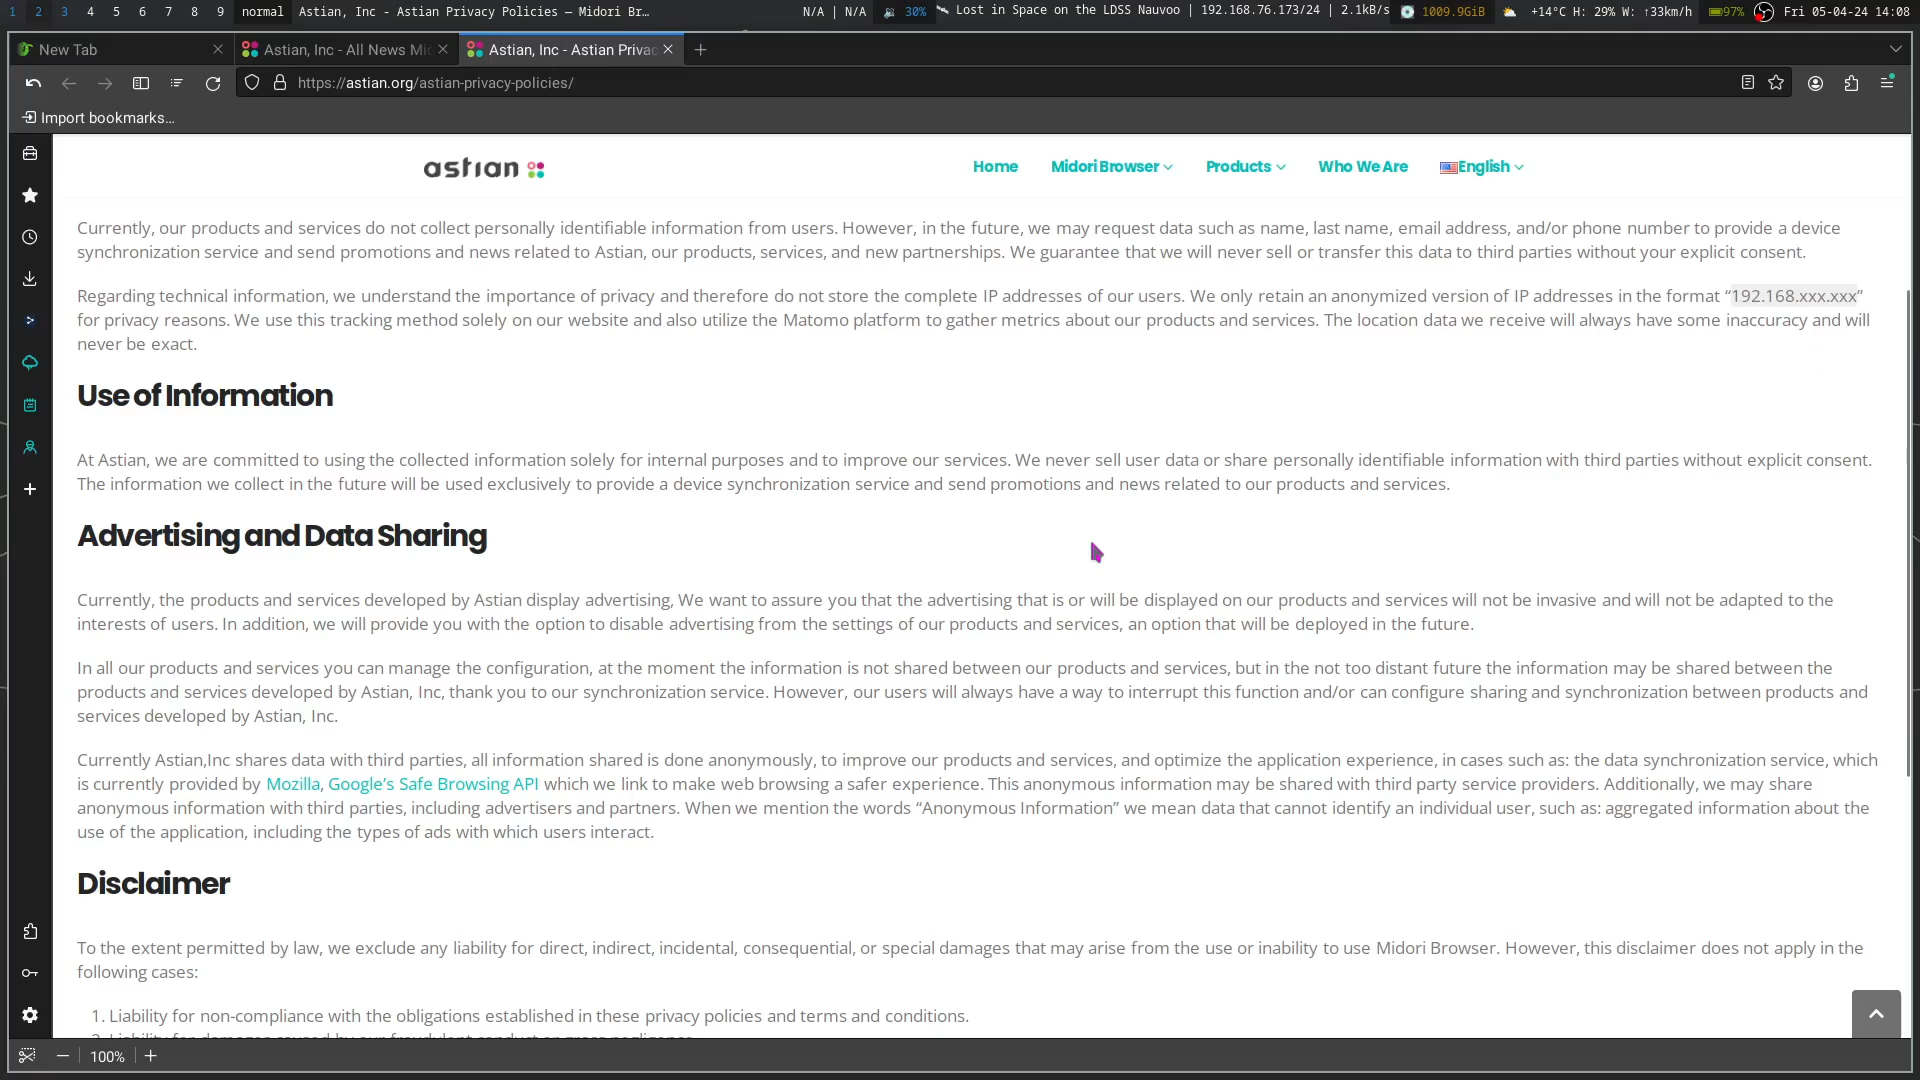 1 2 3 4 5 6 7 8 9 normal Astian, Inc - Astian Privacy Policies — Midori Br… N/A | N/A 30% Lost in Space on the LDSS Nauvoo | 192.168.76.173/24 | 2.1kB/s 1009.9GiB +14°C H: 29% W: ↑33km/h 97% Fri 05-04-24 14:08
New Tab Astian, Inc - All News Mid Astian, Inc - Astian Privac
https://astian.org/astian-privacy-policies/
Import bookmarks...
astian Home Midori Browser Products Who We Are English
Currently, our products and services do not collect personally identifiable information from users. However, in the future, we may request data such as name, last name, email address, and/or phone number to provide a device
synchronization service and send promotions and news related to Astian, our products, services, and new partnerships. We guarantee that we will never sell or transfer this data to third parties without your explicit consent.
Regarding technical information, we understand the importance of privacy and therefore do not store the complete IP addresses of our users. We only retain an anonymized version of IP addresses in the format “192.168.xxx.xxx”
for privacy reasons. We use this tracking method solely on our website and also utilize the Matomo platform to gather metrics about our products and services. The location data we receive will always have some inaccuracy and will
never be exact.
Use of Information
At Astian, we are committed to using the collected information solely for internal purposes and to improve our services. We never sell user data or share personally identifiable information with third parties without explicit consent.
The information we collect in the future will be used exclusively to provide a device synchronization service and send promotions and news related to our products and services.
Advertising and Data Sharing
Currently, the products and services developed by Astian display advertising, We want to assure you that the advertising that is or will be displayed on our products and services will not be invasive and will not be adapted to the
interests of users. In addition, we will provide you with the option to disable advertising from the settings of our products and services, an option that will be deployed in the future.
In all our products and services you can manage the configuration, at the moment the information is not shared between our products and services, but in the not too distant future the information may be shared between the
products and services developed by Astian, Inc, thank you to our synchronization service. However, our users will always have a way to interrupt this function and/or can configure sharing and synchronization between products and
services developed by Astian, Inc.
Currently Astian,Inc shares data with third parties, all information shared is done anonymously, to improve our products and services, and optimize the application experience, in cases such as: the data synchronization service, which
is currently provided by Mozilla, Google’s Safe Browsing API which we link to make web browsing a safer experience. This anonymous information may be shared with third party service providers. Additionally, we may share
anonymous information with third parties, including advertisers and partners. When we mention the words “Anonymous Information” we mean data that cannot identify an individual user, such as: aggregated information about the
use of the application, including the types of ads with which users interact.
Disclaimer
To the extent permitted by law, we exclude any liability for direct, indirect, incidental, consequential, or special damages that may arise from the use or inability to use Midori Browser. However, this disclaimer does not apply in the
following cases:
1. Liability for non-compliance with the obligations established in these privacy policies and terms and conditions.
2. Liability for damages caused by our fraudulent conduct or gross negligence.
100%